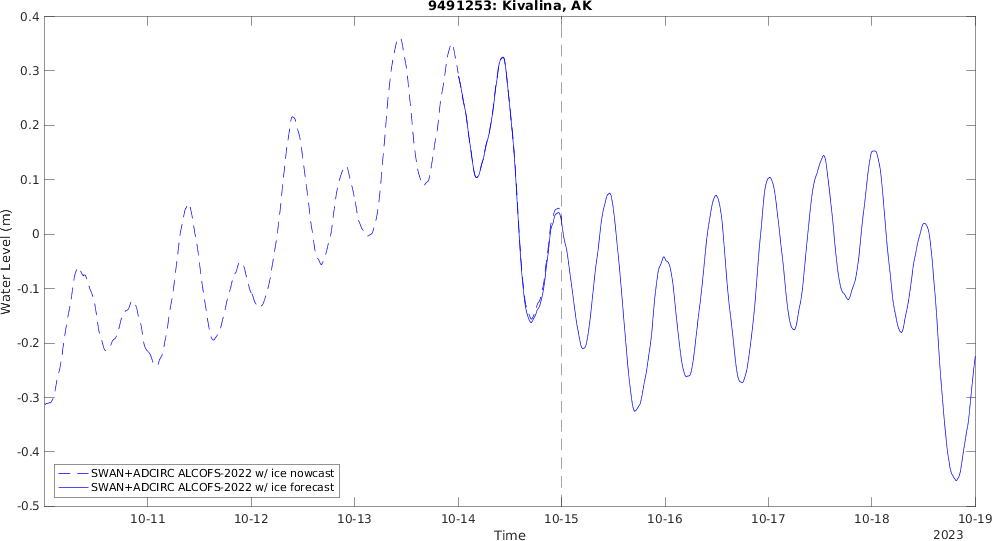 9491253: Kivalina, AK
0.4
0.3
0.2
0.1
0
-0.1
-0.2
-0.3
-0.4
-0.5
Water Level (m)
SWAN+ADCIRC ALCOFS-2022 w/ ice nowcast
SWAN+ADCIRC ALCOFS-2022 w/ ice forecast
10-11 10-12 10-13 10-14 10-15 10-16 10-17 10-18 10-19
Time
2023